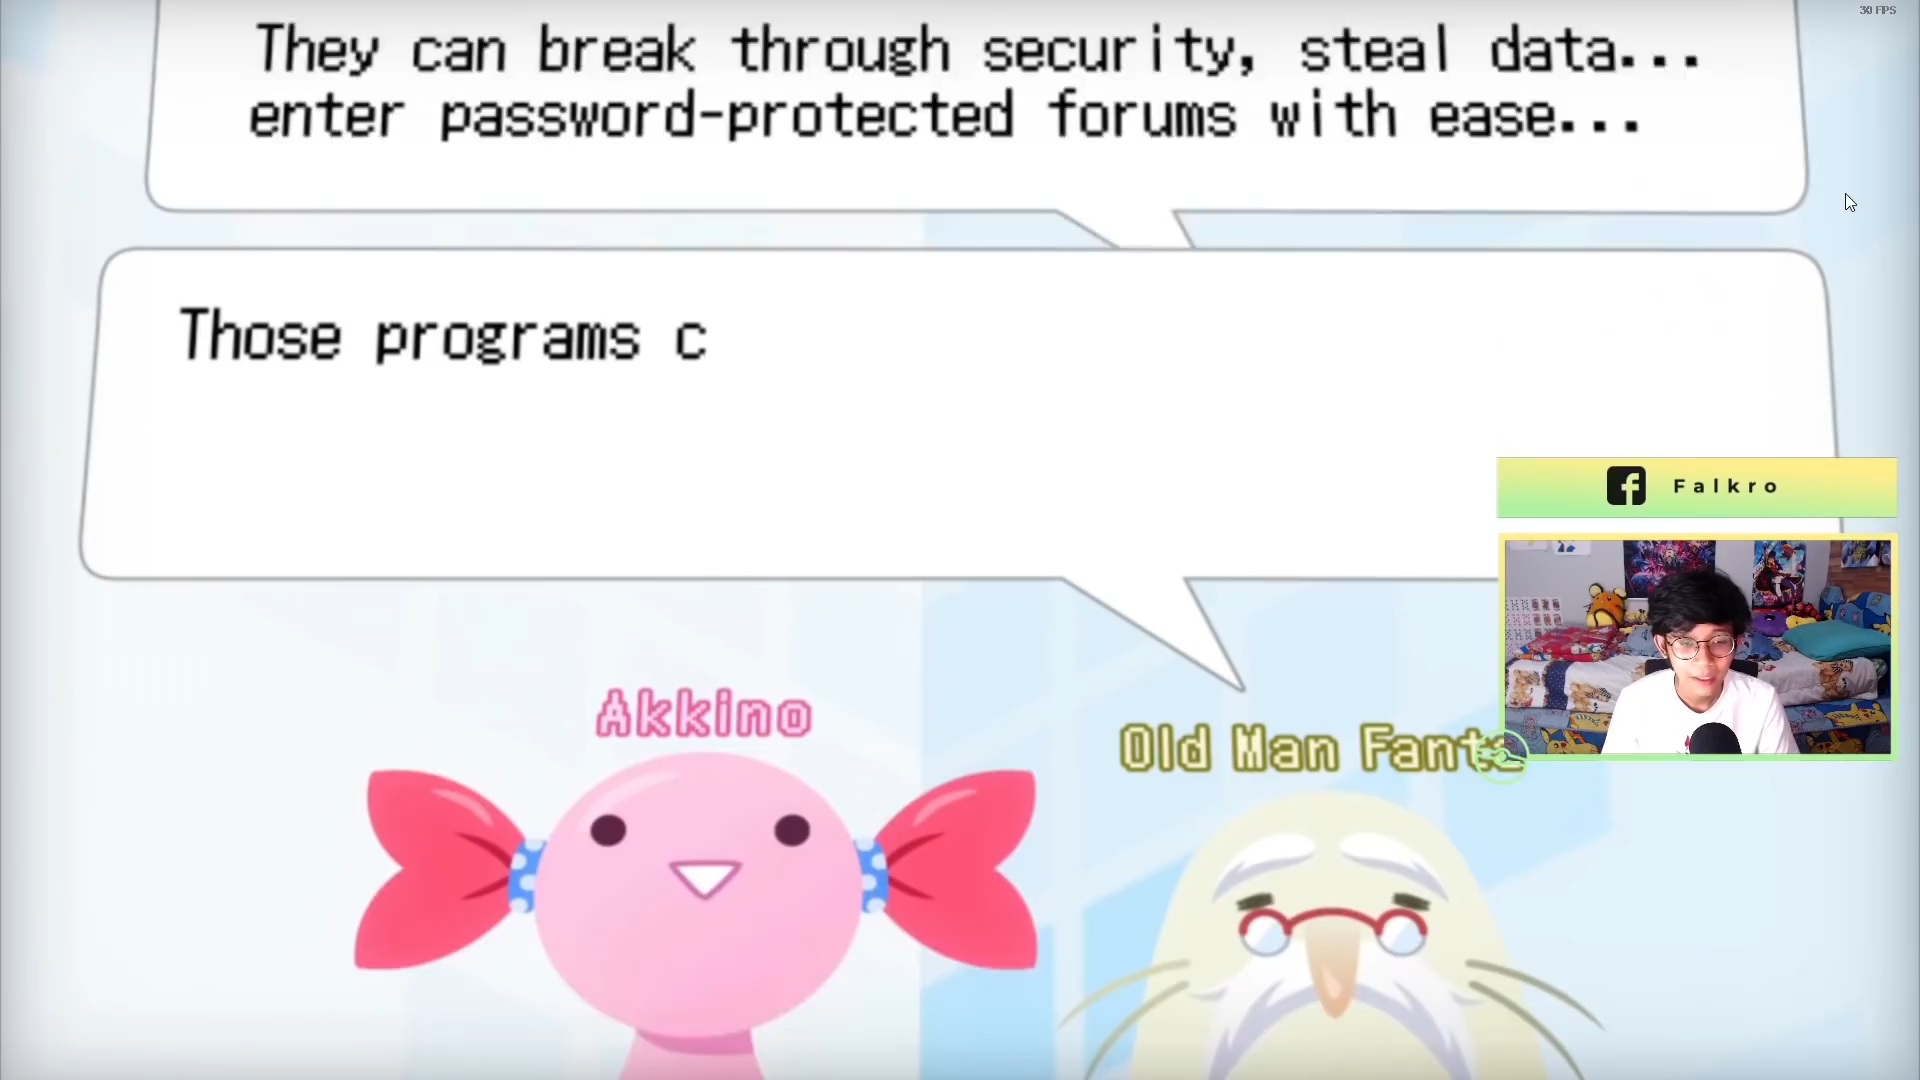 30 FPS
They can break through security, steal data...
enter password-protected forums with ease...
Those programs c
Falkro
Akkino
Old Man